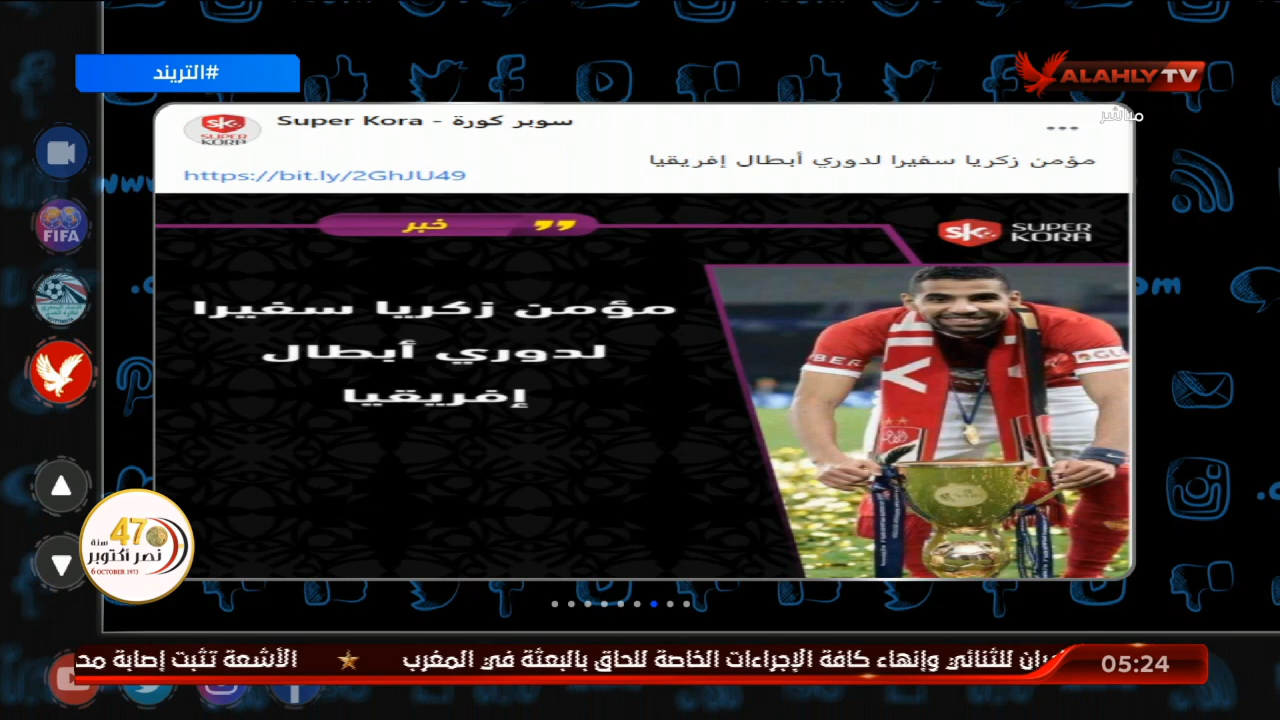 #التريند
ALAHLY TV
مباشر
SUPER KORA
Super Kora - سوبر كورة
مؤمن زكريا سفيرا لدوري أبطال إفريقيا
https://bit.ly/2GhJU49
خبر
SUPER KORA
مؤمن زكريا سفيرا
لدوري أبطال
إفريقيا
FIFA
47 سنة
نصر أكتوبر
6 OCTOBER 1973
للثنائي وإنهاء كافة الإجراءات الخاصة للحاق بالبعثة في المغرب
الأشعة تثبت إصابة
05:24